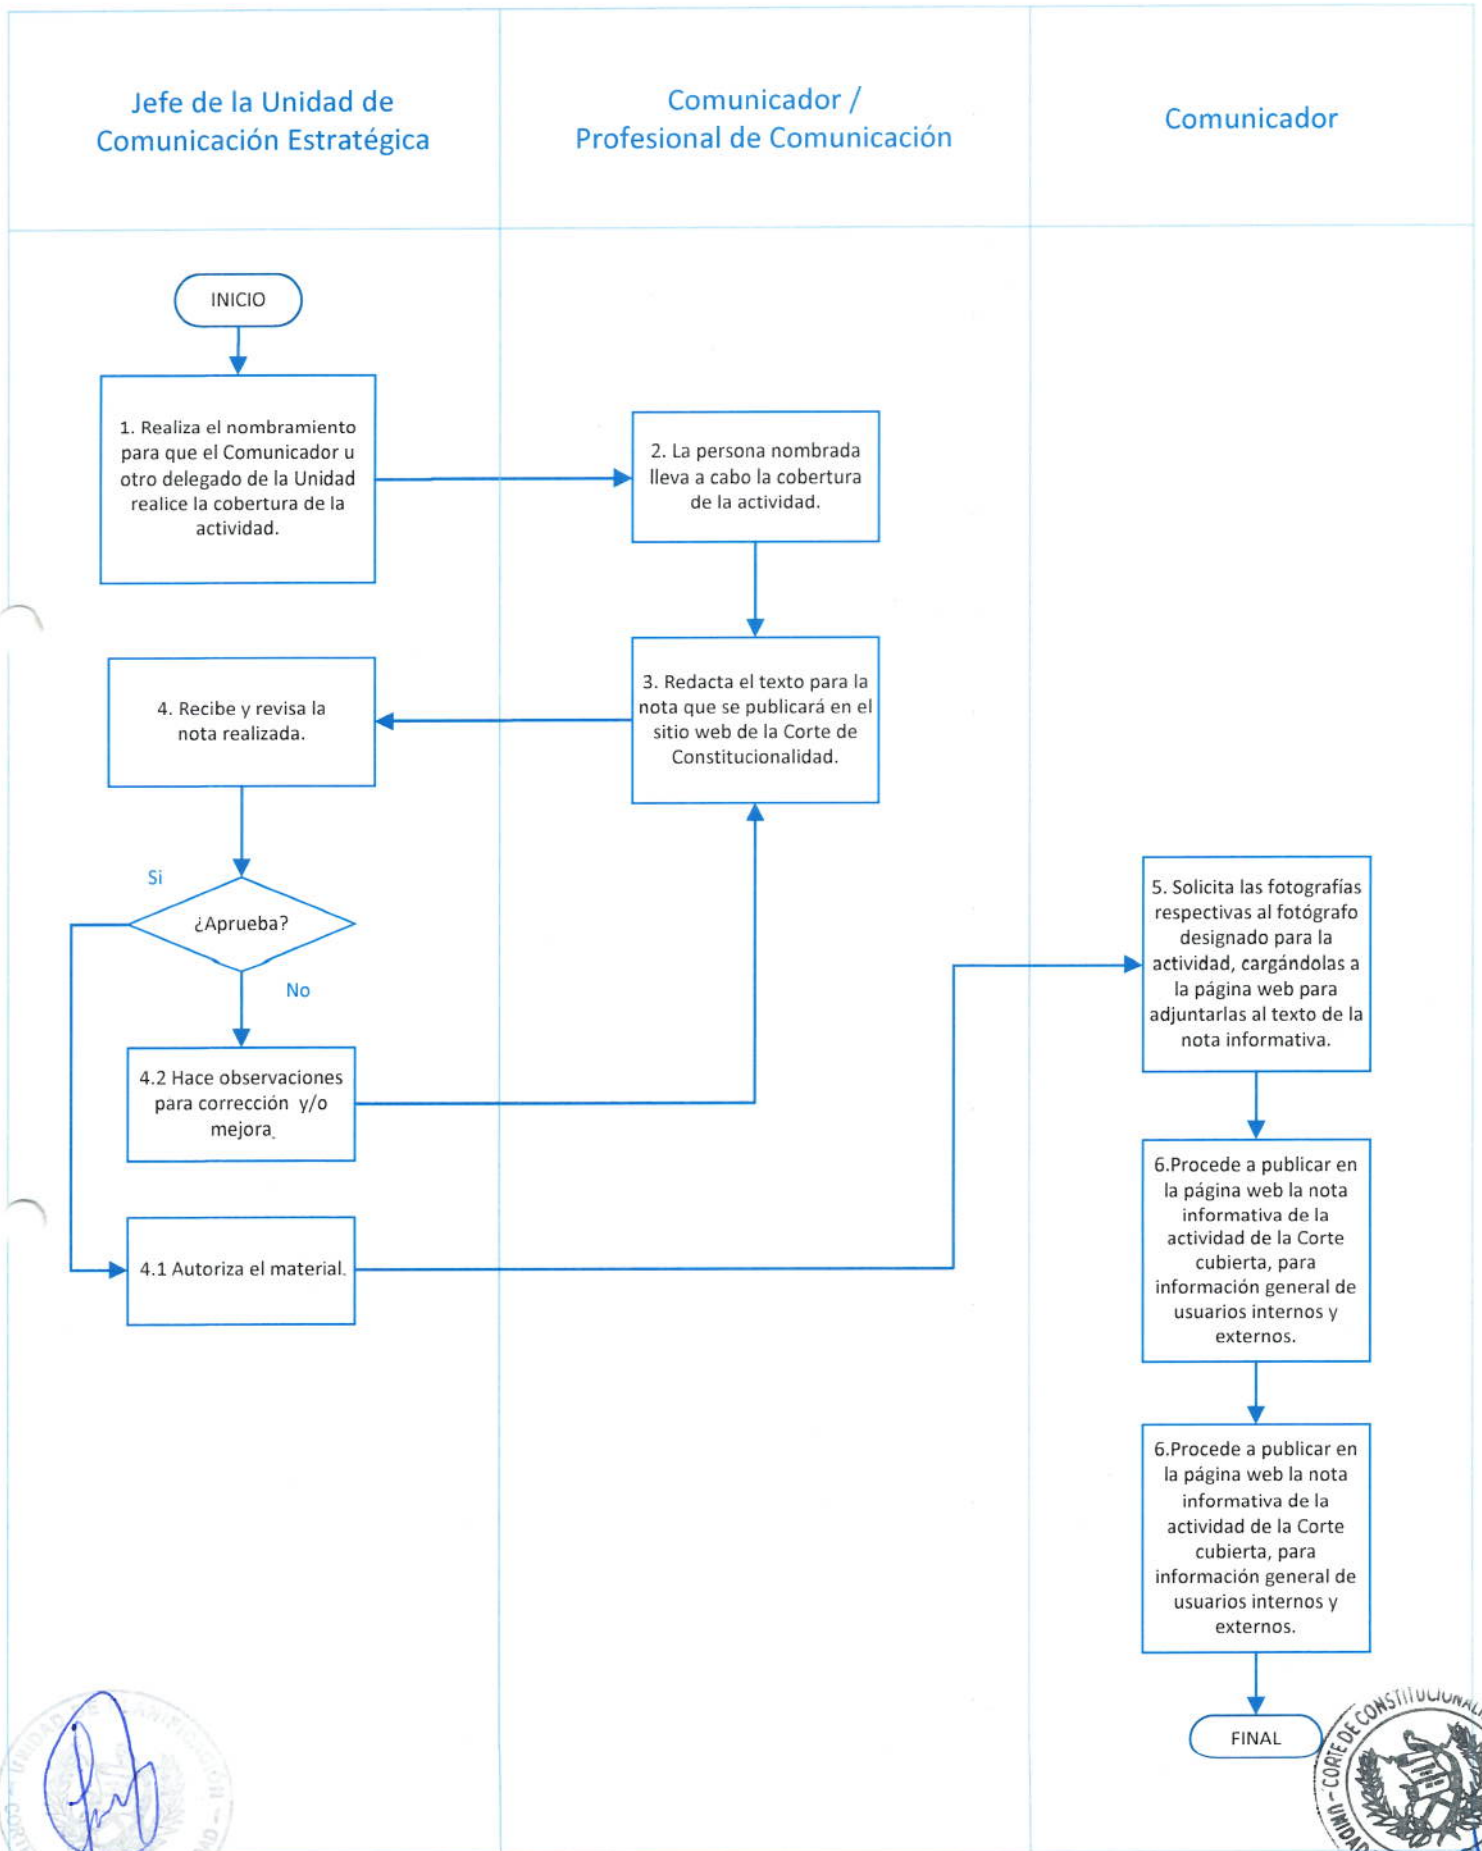 Jefe de la Unidad de
Comunicación Estratégica
Comunicador /
Profesional de Comunicación
Comunicador
INICIO
1. Realiza el nombramiento
para que el Comunicador u
otro delegado de la Unidad
realice la cobertura de la
actividad.
2. La persona nombrada
lleva a cabo la cobertura
de la actividad.
3. Redacta el texto para la
nota que se publicará en el
sitio web de la Corte de
Constitucionalidad.
4. Recibe y revisa la
nota realizada.
Si
¿Aprueba?
No
4.2 Hace observaciones
para corrección y/o
mejora.
4.1 Autoriza el material.
5. Solicita las fotografías
respectivas al fotógrafo
designado para la
actividad, cargándolas a
la página web para
adjuntarlas al texto de la
nota informativa.
6.Procede a publicar en
la página web la nota
informativa de la
actividad de la Corte
cubierta, para
información general de
usuarios internos y
externos.
6.Procede a publicar en
la página web la nota
informativa de la
actividad de la Corte
cubierta, para
información general de
usuarios internos y
externos.
FINAL
UNIDAD DE
CORTE DE